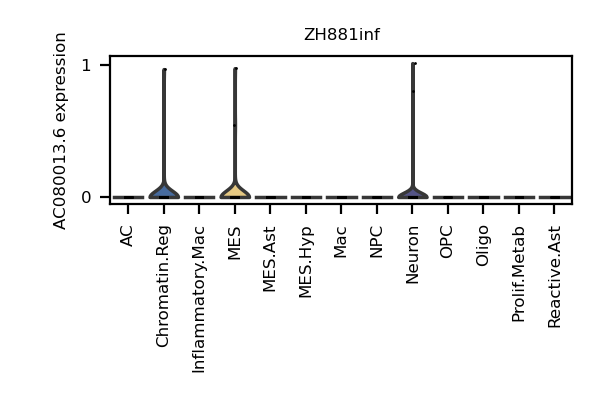 ZH881inf
AC080013.6 expression
1
0
AC
Chromatin.Reg
Inflammatory.Mac
MES
MES.Ast
MES.Hyp
Mac
NPC
Neuron
OPC
Oligo
Prolif.Metab
Reactive.Ast